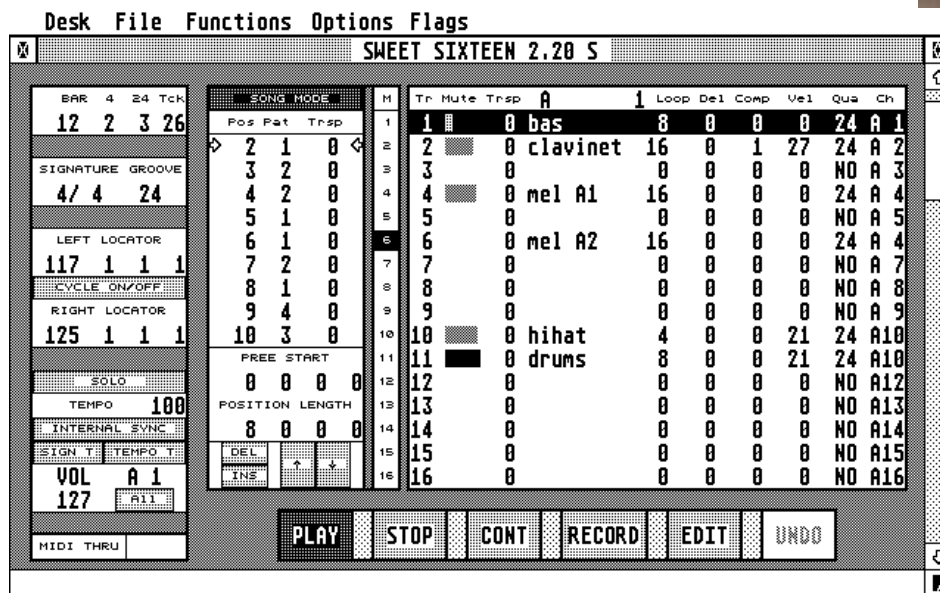 Desk File Functions Options Flags
SWEET SIXTEEN 2.20 S
BAR 4 24 Tck
12 2 3 26
SIGNATURE GROOVE
4/ 4 24
LEFT LOCATOR
117 1 1 1
CYCLE ON/OFF
RIGHT LOCATOR
125 1 1 1
SOLO
TEMPO 100
INTERNAL SYNC
SIGN T TEMPO T
VOL A 1
127 All
MIDI THRU
SONG MODE
Pos Pat Trsp
2 1 0
3 2 0
4 2 0
5 1 0
6 1 0
7 2 0
8 1 0
9 4 0
10 3 0
PREE START
0 0 0 0
POSITION LENGTH
8 0 0 0
DEL
INS
M
1
2
3
4
5
6
7
8
9
10
11
12
13
14
15
16
Tr Mute Trsp A 1 Loop Del Comp Vel Qua Ch
1 0 bas 8 0 0 0 24 A 1
2 0 clavinet 16 0 1 27 24 A 2
3 0 0 0 0 0 NO A 3
4 0 mel A1 16 0 0 0 24 A 4
5 0 0 0 0 0 NO A 5
6 0 mel A2 16 0 0 0 24 A 4
7 0 0 0 0 0 NO A 7
8 0 0 0 0 0 NO A 8
9 0 0 0 0 0 NO A 9
10 0 hihat 4 0 0 21 24 A10
11 0 drums 8 0 0 21 24 A10
12 0 0 0 0 0 NO A12
13 0 0 0 0 0 NO A13
14 0 0 0 0 0 NO A14
15 0 0 0 0 0 NO A15
16 0 0 0 0 0 NO A16
PLAY STOP CONT RECORD EDIT UNDO